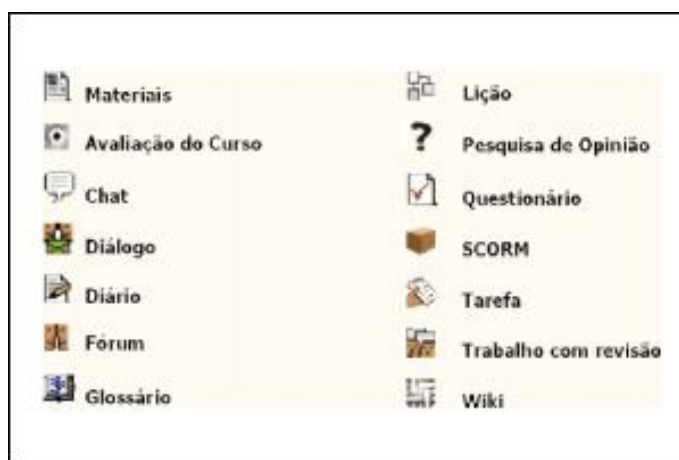 Materiais
Avaliação do Curso
Chat
Diálogo
Diário
Fórum
Glossário
Lição
Pesquisa de Opinião
Questionário
SCORM
Tarefa
Trabalho com revisão
Wiki